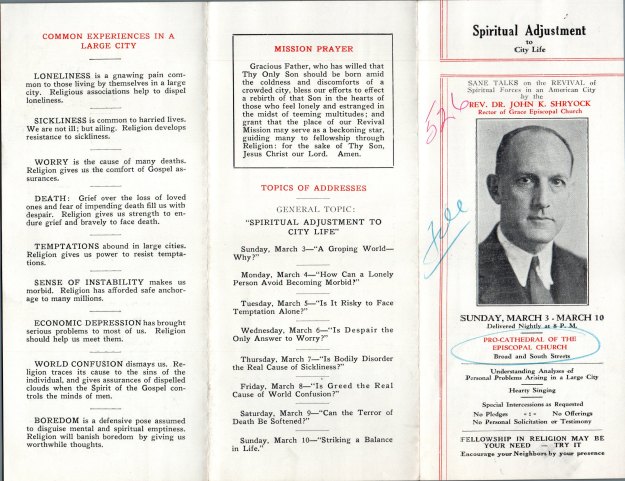 COMMON EXPERIENCES IN A
LARGE CITY
LONELINESS is a gnawing pain com-
mon to those living by themselves in a large
city. Religious associations help to dispel
loneliness.
SICKLINESS is common to harried lives.
We are not ill; but ailing. Religion develops
resistance to sickliness.
WORRY is the cause of many deaths.
Religion gives us the comfort of Gospel as-
surances.
DEATH: Grief over the loss of loved
ones and fear of impending death fill us with
despair. Religion gives us strength to en-
dure grief and bravely to face death.
TEMPTATIONS abound in large cities.
Religion gives us power to resist tempta-
tions.
SENSE OF INSTABILITY makes us
morbid. Religion has afforded safe anchor-
age to many millions.
ECONOMIC DEPRESSION has brought
serious problems to most of us. Religion
should help us meet them.
WORLD CONFUSION dismays us. Re-
ligion traces its cause to the sins of the
individual, and gives assurances of dispelled
clouds when the Spirit of the Gospel con-
trols the minds of men.
BOREDOM is a defensive pose assumed
to disguise mental and spiritual emptiness.
Religion will banish boredom by giving us
worthwhile thoughts.
MISSION PRAYER
Gracious Father, who has willed that
Thy Only Son should be born amid
the coldness and discomforts of a
crowded city, bless our efforts to effect
a rebirth of that Son in the hearts of
those who feel lonely and estranged in
the midst of teeming multitudes; and
grant that the place of our Revival
Mission may serve as a beckoning star,
guiding many to fellowship through
Religion: for the sake of Thy Son,
Jesus Christ our Lord. Amen.
TOPICS OF ADDRESSES
GENERAL TOPIC:
"SPIRITUAL ADJUSTMENT TO
CITY LIFE"
Sunday, March 3—"A Groping World—
Why?"
Monday, March 4—"How Can a Lonely
Person Avoid Becoming Morbid?"
Tuesday, March 5—"Is It Risky to Face
Temptation Alone?"
Wednesday, March 6—"Is Despair the
Only Answer to Worry?"
Thursday, March 7—"Is Bodily Disorder
the Real Cause of Sickliness?"
Friday, March 8—"Is Greed the Real
Cause of World Confusion?"
Saturday, March 9—"Can the Terror of
Death Be Softened?"
Sunday, March 10—"Striking a Balance
in Life."
Spiritual Adjustment
to
City Life
SANE TALKS on the REVIVAL of
Spiritual Forces in an American City
by the
REV. DR. JOHN K. SHRYOCK
Rector of Grace Episcopal Church
526
SUNDAY, MARCH 3 - MARCH 10
Delivered Nightly at 8 P. M.
PRO-CATHEDRAL OF THE
EPISCOPAL CHURCH
Broad and South Streets
Understanding Analyses of
Personal Problems Arising in a Large City
Hearty Singing
Special Intercessions as Requested
No Pledges -:- No Offerings
No Personal Solicitation or Testimony
FELLOWSHIP IN RELIGION MAY BE
YOUR NEED — TRY IT
Encourage your Neighbors by your presence